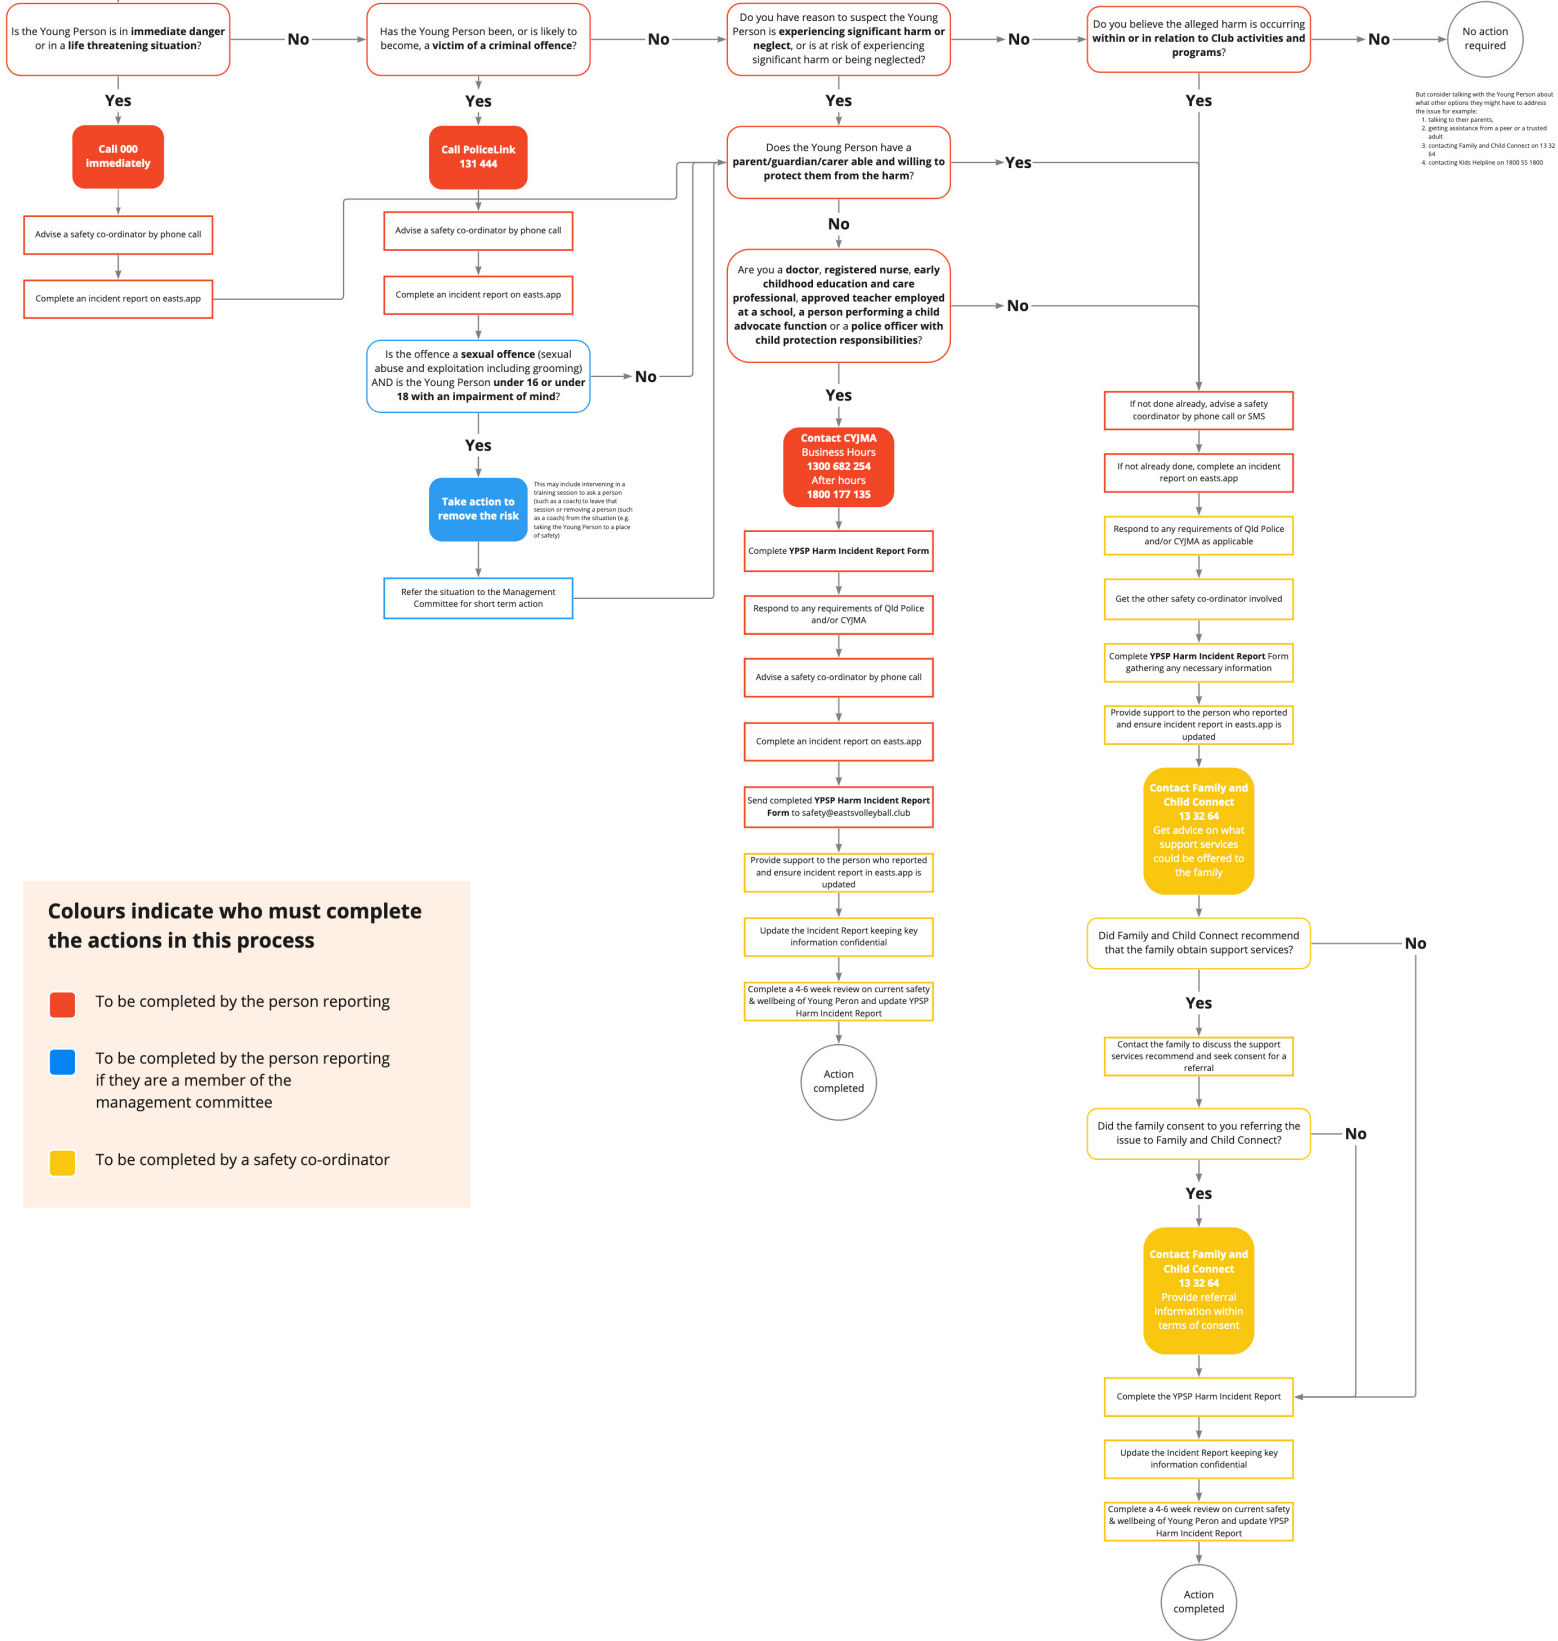 Is the Young Person is in immediate danger
or in a life threatening situation?
No
Has the Young Person been, or is likely to
become, a victim of a criminal offence?
No
Do you have reason to suspect the Young
Person is experiencing significant harm or
neglect, or is at risk of experiencing
significant harm or being neglected?
No
Do you believe the alleged harm is occurring
within or in relation to Club activities and
programs?
No
No action
required
But consider talking with the Young Person about
what other options they might have to address
the issue for example:
1. talking to their parents,
2. getting assistance from a peer or a trusted
adult
3. contacting Family and Child Connect on 13 32
64
4. contacting Kids Helpline on 1800 55 1800
Yes
Call 000
immediately
Advise a safety co-ordinator by phone call
Complete an incident report on easts.app
Yes
Call PoliceLink
131 444
Advise a safety co-ordinator by phone call
Complete an incident report on easts.app
Is the offence a sexual offence (sexual
abuse and exploitation including grooming)
AND is the Young Person under 16 or under
18 with an impairment of mind?
No
Yes
Take action to
remove the risk
This may include intervening in a
training session to ask a person
(such as a coach) to leave that
session or removing a person (such
as a coach) from the situation (e.g.
taking the Young Person to a place
of safety)
Refer the situation to the Management
Committee for short term action
Yes
Does the Young Person have a
parent/guardian/carer able and willing to
protect them from the harm?
Yes
No
Are you a doctor, registered nurse, early
childhood education and care
professional, approved teacher employed
at a school, a person performing a child
advocate function or a police officer with
child protection responsibilities?
No
Yes
Contact CYJMA
Business Hours
1300 682 254
After hours
1800 177 135
Complete YPSP Harm Incident Report Form
Respond to any requirements of Qld Police
and/or CYJMA
Advise a safety co-ordinator by phone call
Complete an incident report on easts.app
Send completed YPSP Harm Incident Report
Form to safety@eastsvolleyball.club
Provide support to the person who reported
and ensure incident report in easts.app is
updated
Update the Incident Report keeping key
information confidential
Complete a 4-6 week review on current safety
& wellbeing of Young Peron and update YPSP
Harm Incident Report
Action
completed
Yes
If not done already, advise a safety
coordinator by phone call or SMS
If not already done, complete an incident
report on easts.app
Respond to any requirements of Qld Police
and/or CYJMA as applicable
Get the other safety co-ordinator involved
Complete YPSP Harm Incident Report Form
gathering any necessary information
Provide support to the person who reported
and ensure incident report in easts.app is
updated
Contact Family and
Child Connect
13 32 64
Get advice on what
support services
could be offered to
the family
Did Family and Child Connect recommend
that the family obtain support services?
No
Yes
Contact the family to discuss the support
services recommend and seek consent for a
referral
Did the family consent to you referring the
issue to Family and Child Connect?
No
Yes
Contact Family and
Child Connect
13 32 64
Provide referral
information within
terms of consent
Complete the YPSP Harm Incident Report
Update the Incident Report keeping key
information confidential
Complete a 4-6 week review on current safety
& wellbeing of Young Peron and update YPSP
Harm Incident Report
Action
completed
Colours indicate who must complete
the actions in this process
To be completed by the person reporting
To be completed by the person reporting
if they are a member of the
management committee
To be completed by a safety co-ordinator